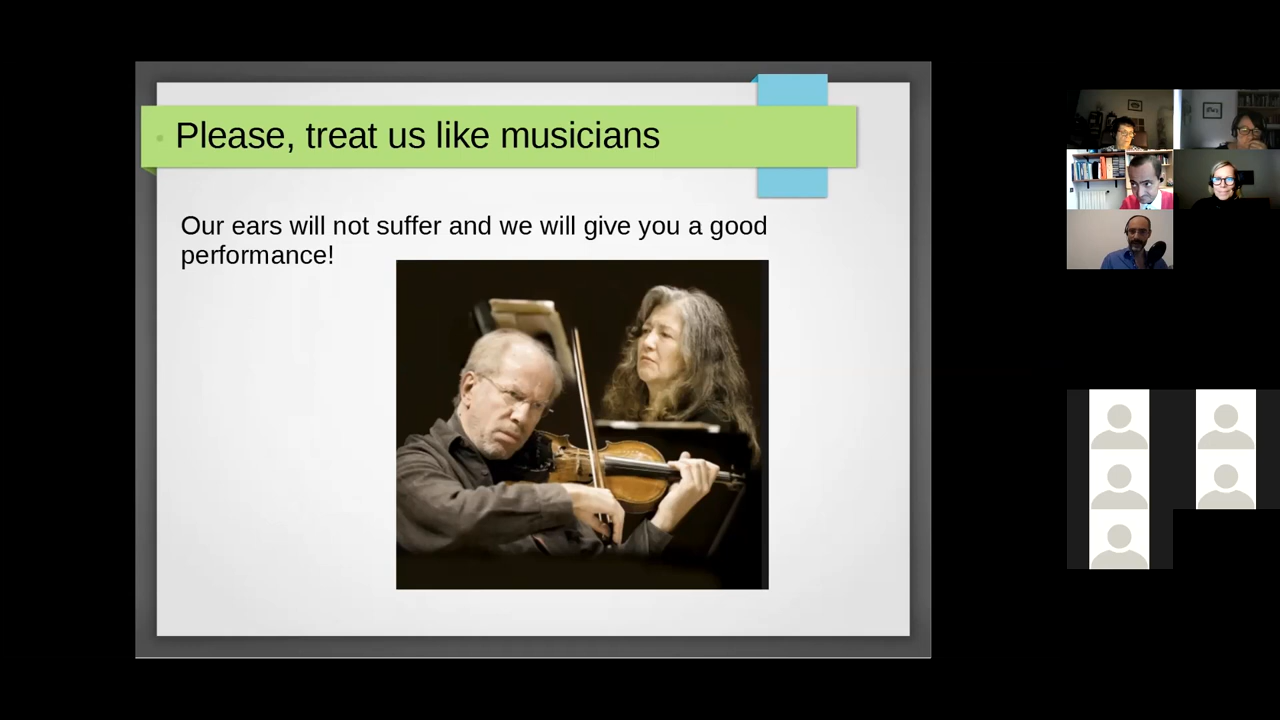 Please, treat us like musicians
Our ears will not suffer and we will give you a good
performance!